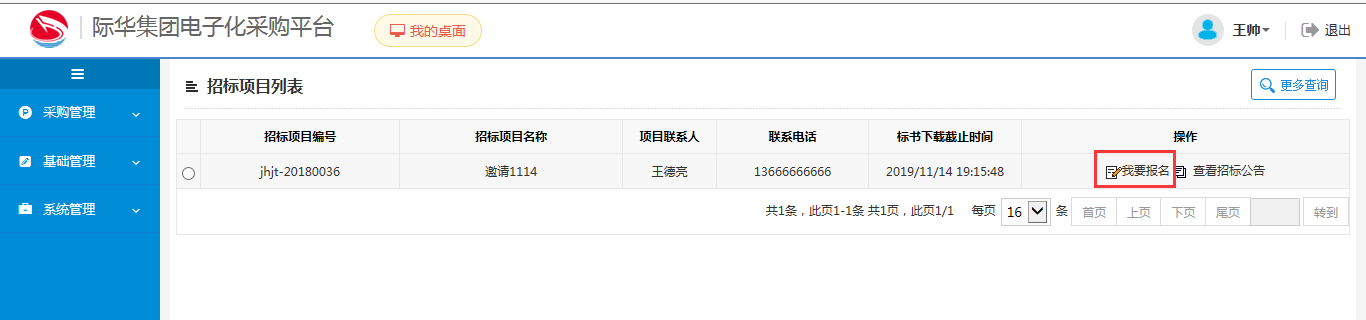 际华集团电子化采购平台 我的桌面 王帅 退出
采购管理
基础管理
系统管理
招标项目列表 更多查询
招标项目编号 招标项目名称 项目联系人 联系电话 标书下载截止时间 操作
jhjt-20180036 邀请1114 王德亮 13666666666 2019/11/14 19:15:48 我要报名 查看招标公告
共1条，此页1-1条 共1页，此页1/1 每页 16 条 首页 上页 下页 尾页 转到